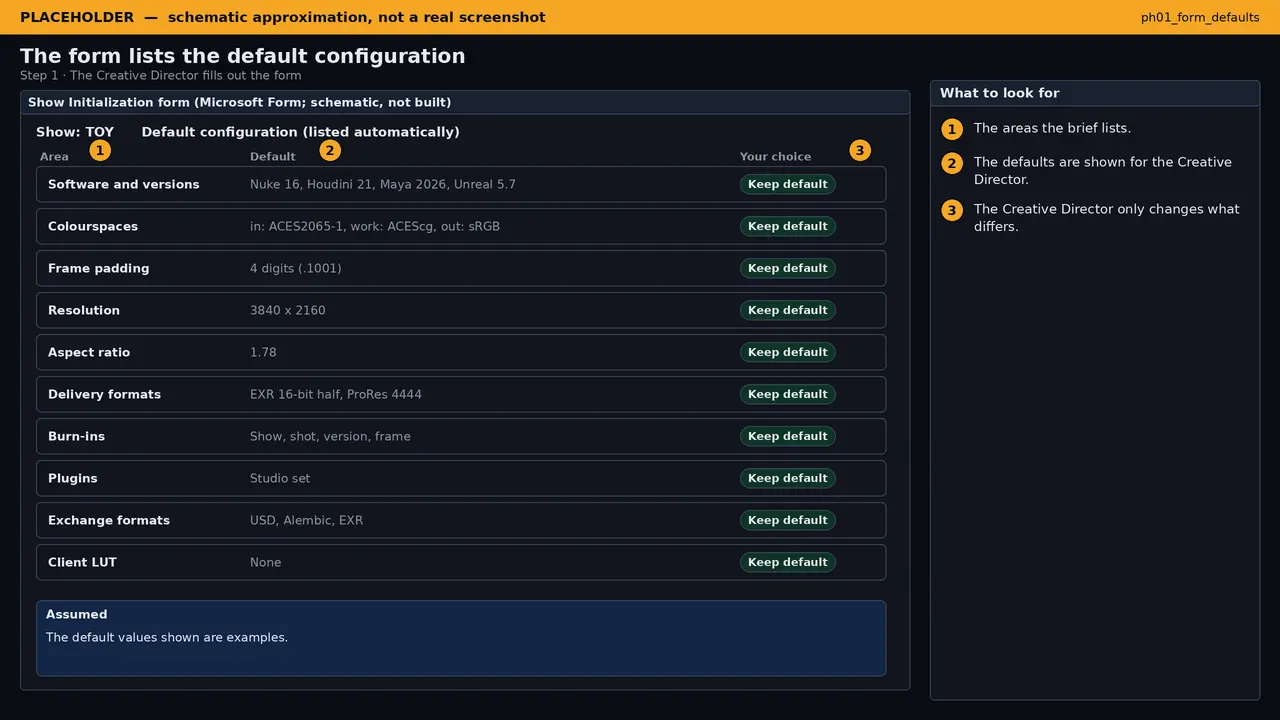 PLACEHOLDER — schematic approximation, not a real screenshot
ph01_form_defaults
The form lists the default configuration
Step 1 · The Creative Director fills out the form
Show Initialization form (Microsoft Form; schematic, not built)
Show: TOY Default configuration (listed automatically)
1 2 3
Area Default Your choice
Software and versions Nuke 16, Houdini 21, Maya 2026, Unreal 5.7 Keep default
Colourspaces in: ACES2065-1, work: ACEScg, out: sRGB Keep default
Frame padding 4 digits (.1001) Keep default
Resolution 3840 x 2160 Keep default
Aspect ratio 1.78 Keep default
Delivery formats EXR 16-bit half, ProRes 4444 Keep default
Burn-ins Show, shot, version, frame Keep default
Plugins Studio set Keep default
Exchange formats USD, Alembic, EXR Keep default
Client LUT None Keep default
Assumed
The default values shown are examples.
What to look for
1 The areas the brief lists.
2 The defaults are shown for the Creative
Director.
3 The Creative Director only changes what
differs.